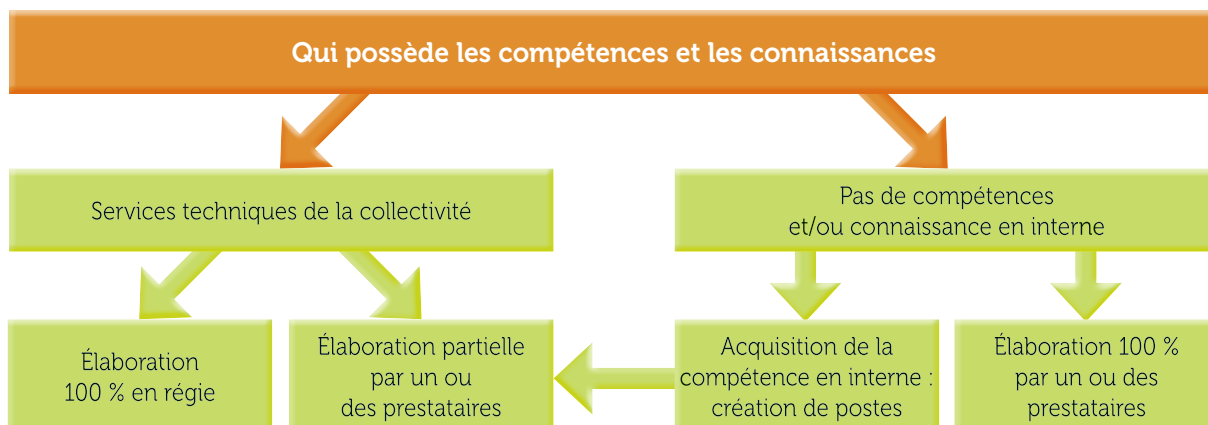 Qui possède les compétences et les connaissances
Services techniques de la collectivité
Pas de compétences
et/ou connaissance en interne
Élaboration
100 % en régie
Élaboration partielle
par un ou
des prestataires
Acquisition de la
compétence en interne :
création de postes
Élaboration 100 %
par un ou des
prestataires